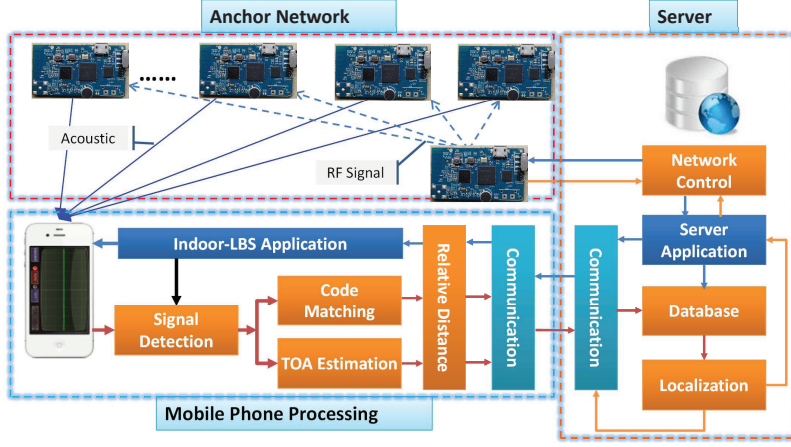 Anchor Network
Server
......
Acoustic
RF Signal
Network
Control
Server
Application
Database
Localization
Communication
Indoor-LBS Application
Signal
Detection
Code
Matching
TOA Estimation
Relative Distance
Communication
Mobile Phone Processing